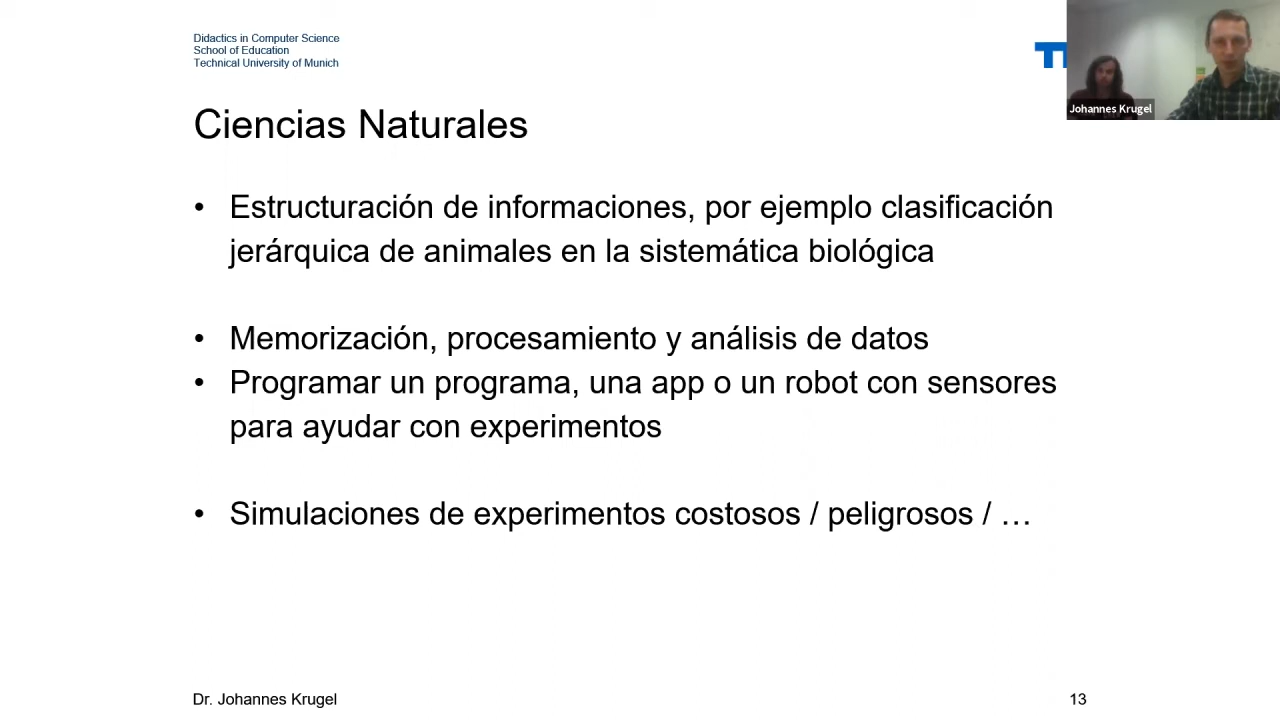 Didactics in Computer Science
School of Education
Technical University of Munich
Johannes Krugel
Ciencias Naturales
• Estructuración de informaciones, por ejemplo clasificación
jerárquica de animales en la sistemática biológica
• Memorización, procesamiento y análisis de datos
• Programar un programa, una app o un robot con sensores
para ayudar con experimentos
• Simulaciones de experimentos costosos / peligrosos / …
Dr. Johannes Krugel
13